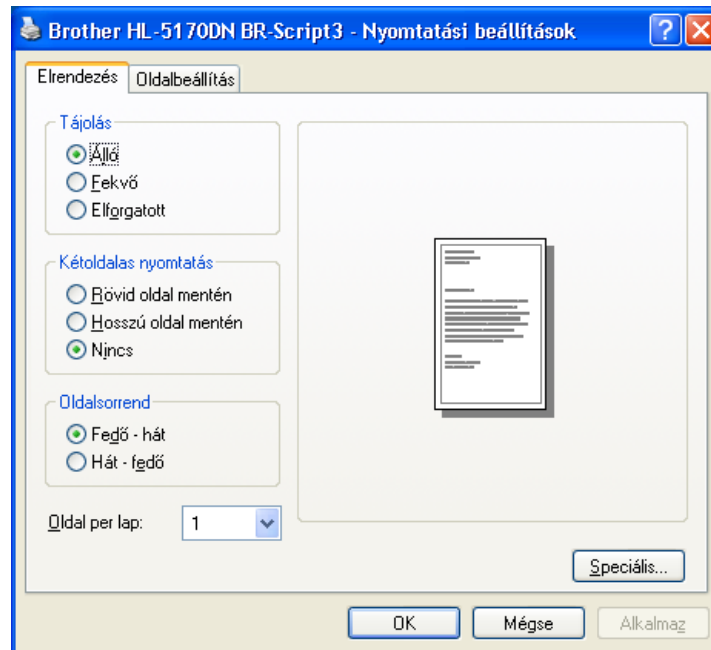 Brother HL-5170DN BR-Script3 - Nyomtatási beállítások
Elrendezés Oldalbeállítás
Tájolás
Álló
Fekvő
Elforgatott
Kétoldalas nyomtatás
Rövid oldal mentén
Hosszú oldal mentén
Nincs
Oldalsorrend
Fedő - hát
Hát - fedő
Oldal per lap: 1
Speciális...
OK Mégse Alkalmaz